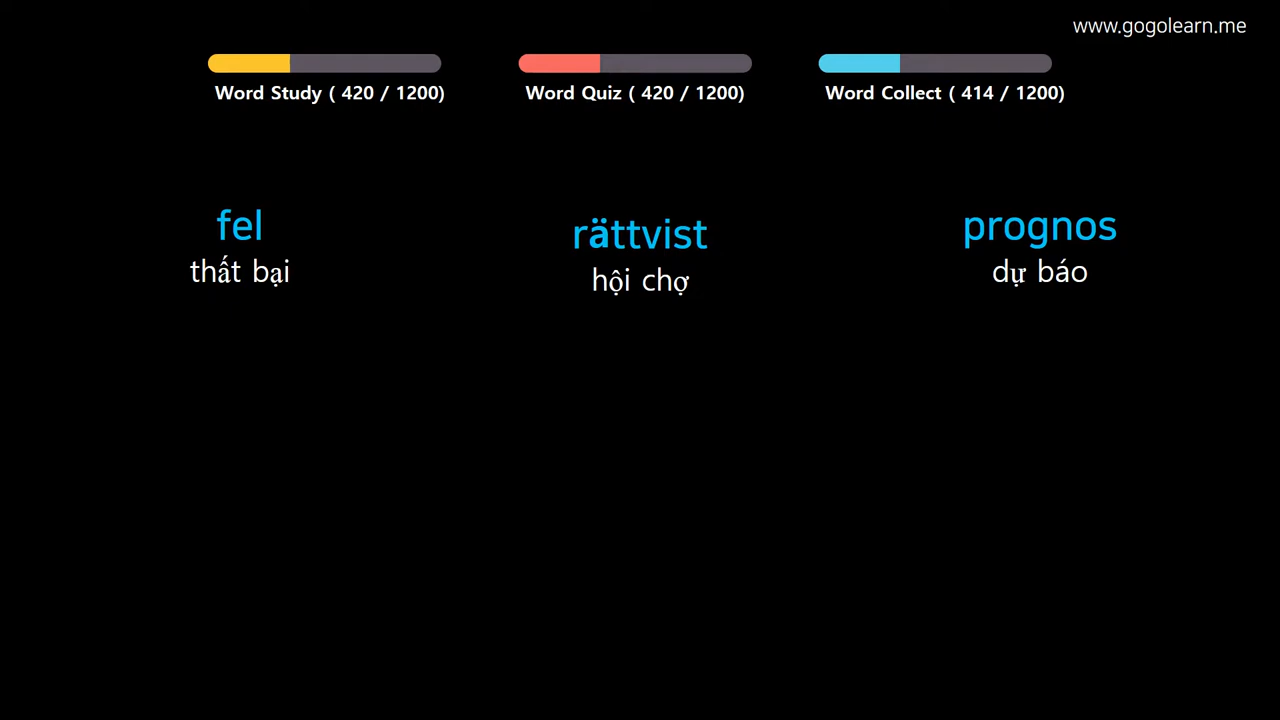 www.gogolearn.me
Word Study ( 420 / 1200)
Word Quiz ( 420 / 1200)
Word Collect ( 414 / 1200)
fel
thất bại
rättvist
hội chợ
prognos
dự báo